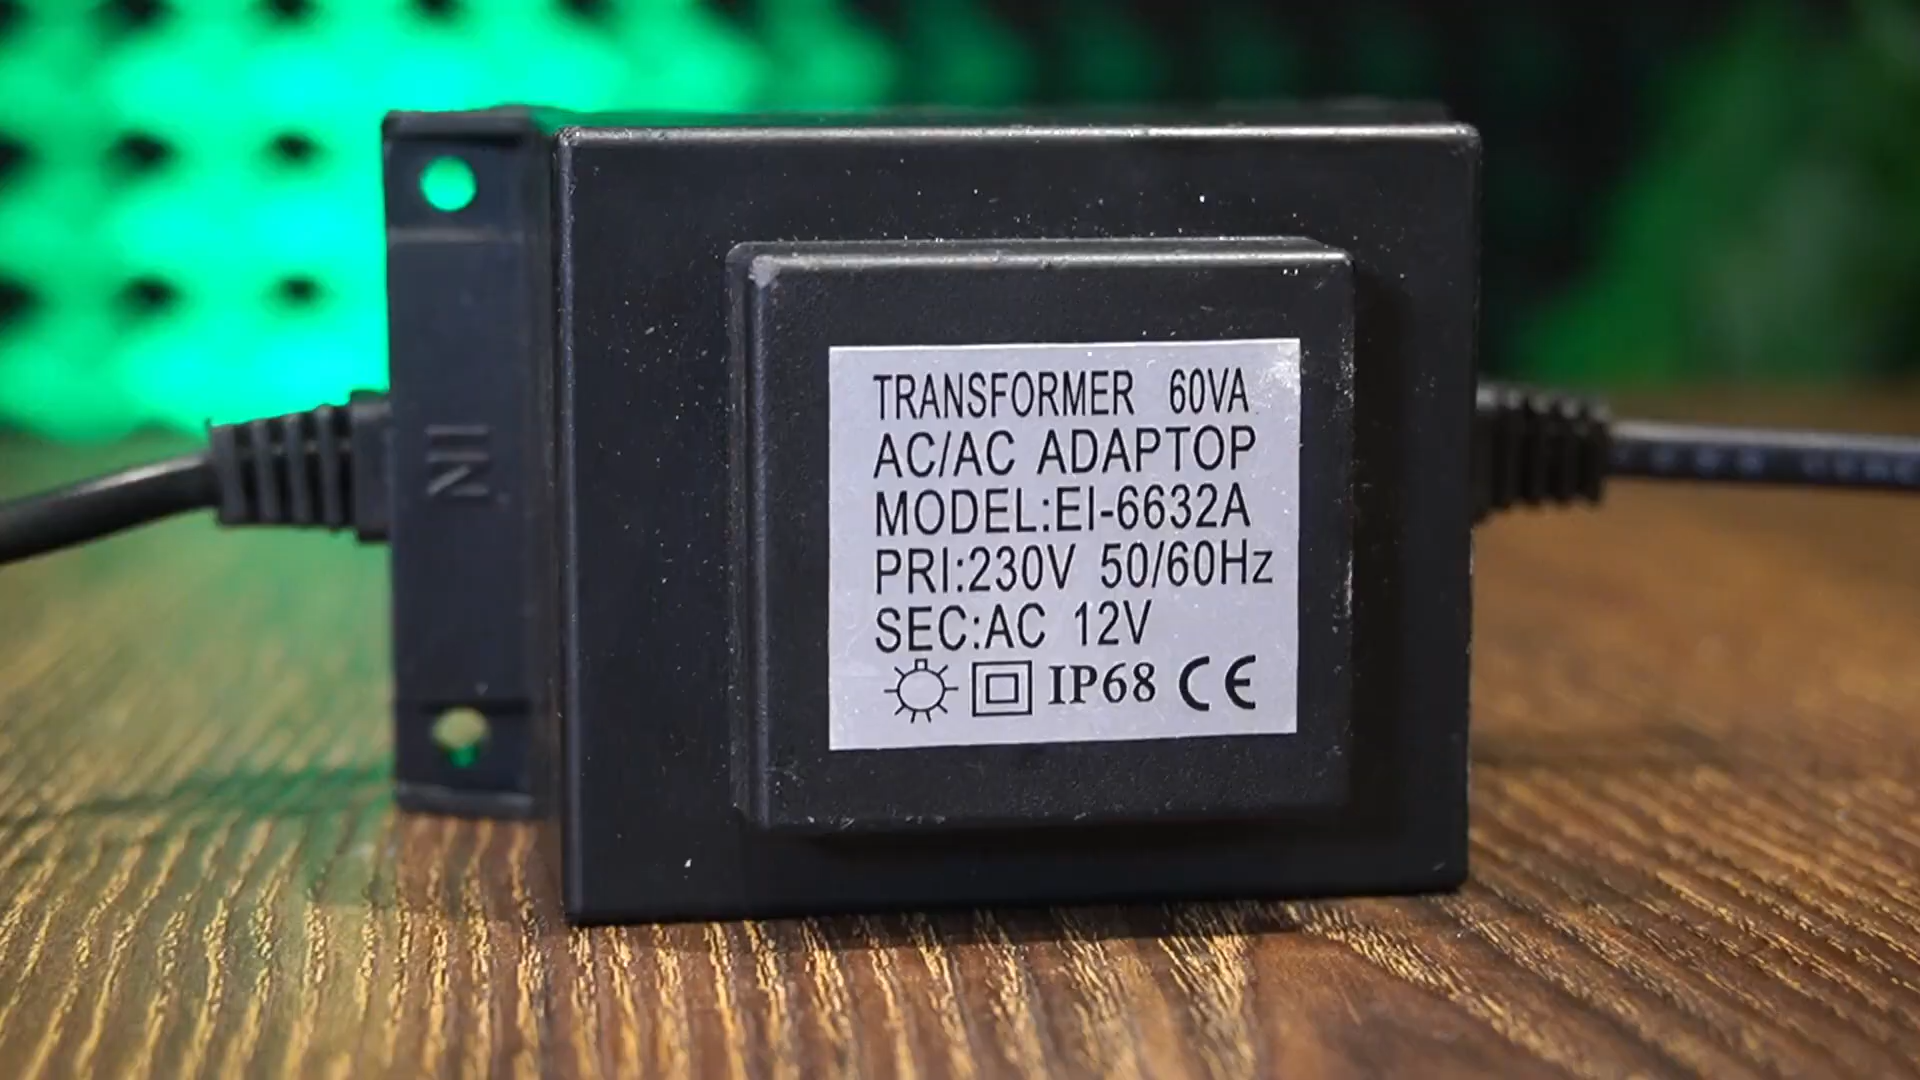 IN
TRANSFORMER 60VA
AC/AC ADAPTOP
MODEL:EI-6632A
PRI:230V 50/60Hz
SEC:AC 12V
IP68 CE